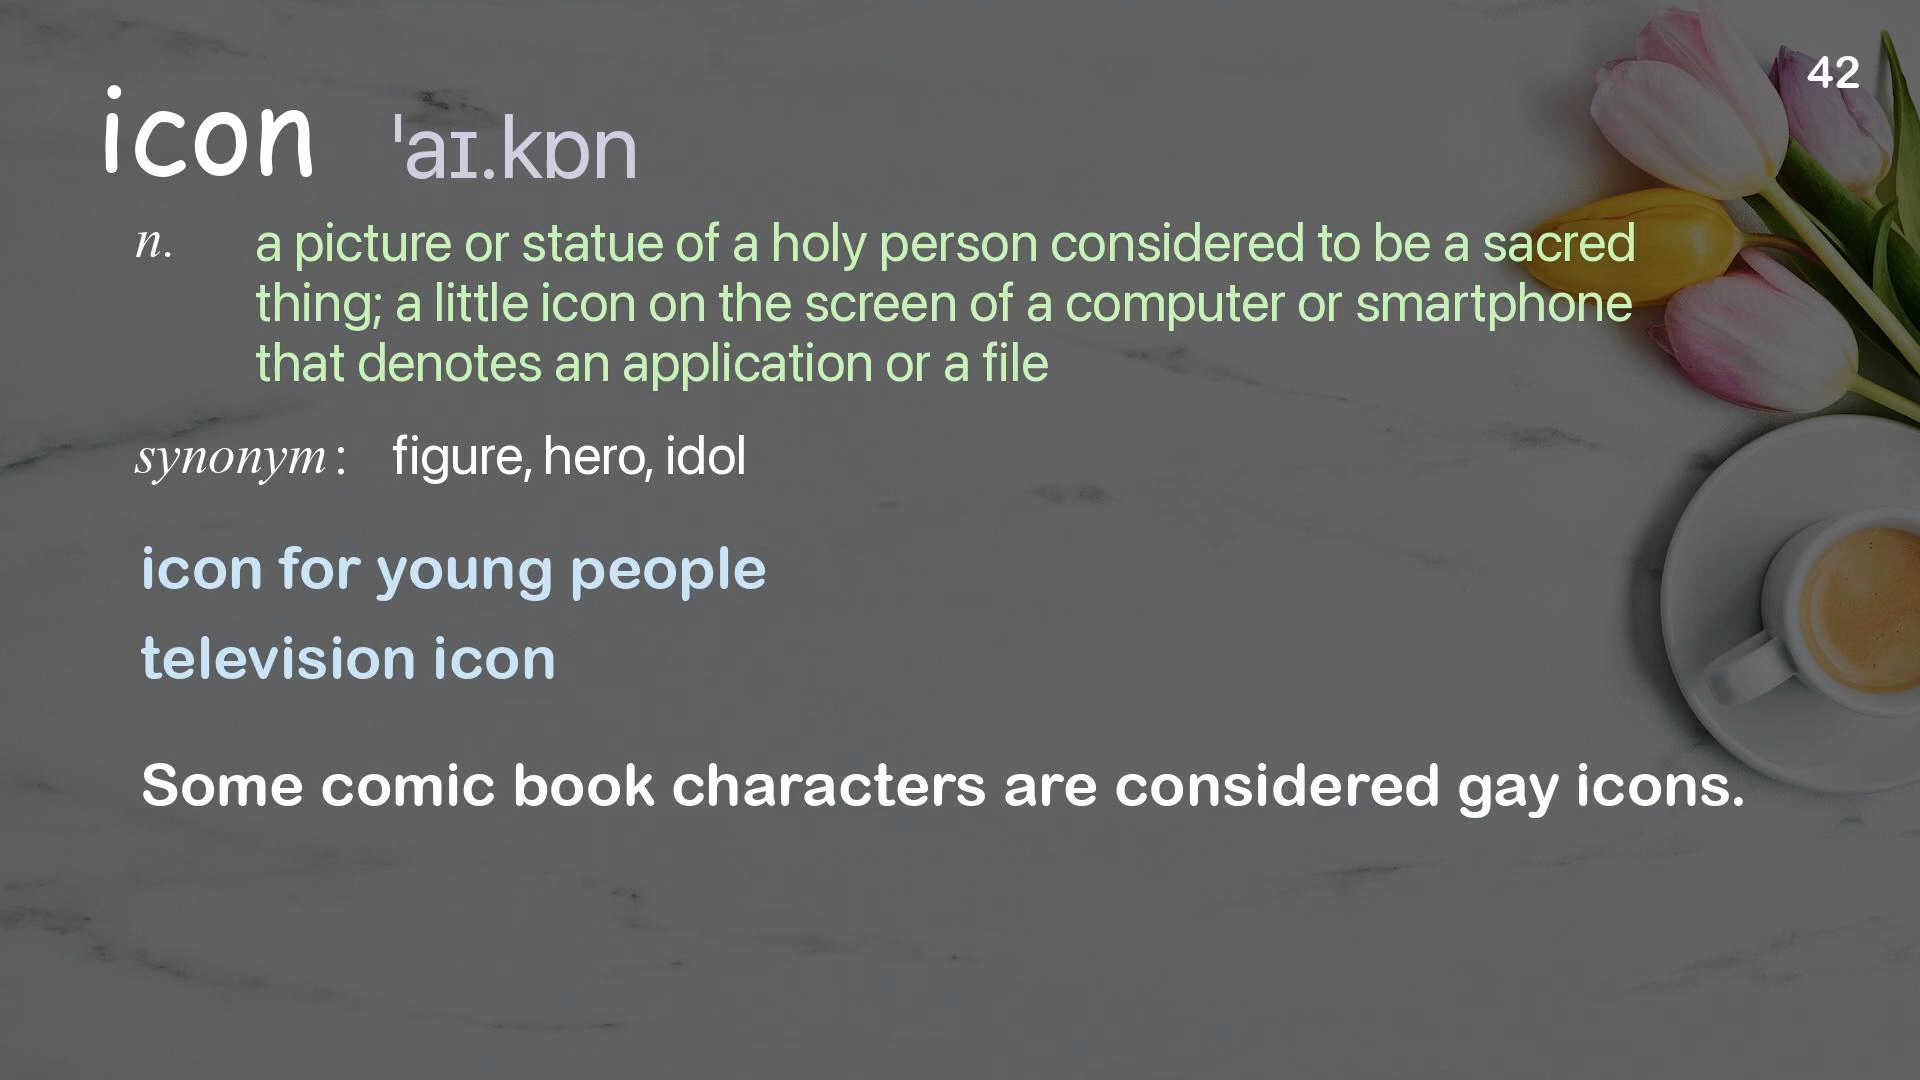 42
icon ˈaɪ.kɒn
n. a picture or statue of a holy person considered to be a sacred
thing; a little icon on the screen of a computer or smartphone
that denotes an application or a file
synonym: figure, hero, idol
icon for young people
television icon
Some comic book characters are considered gay icons.